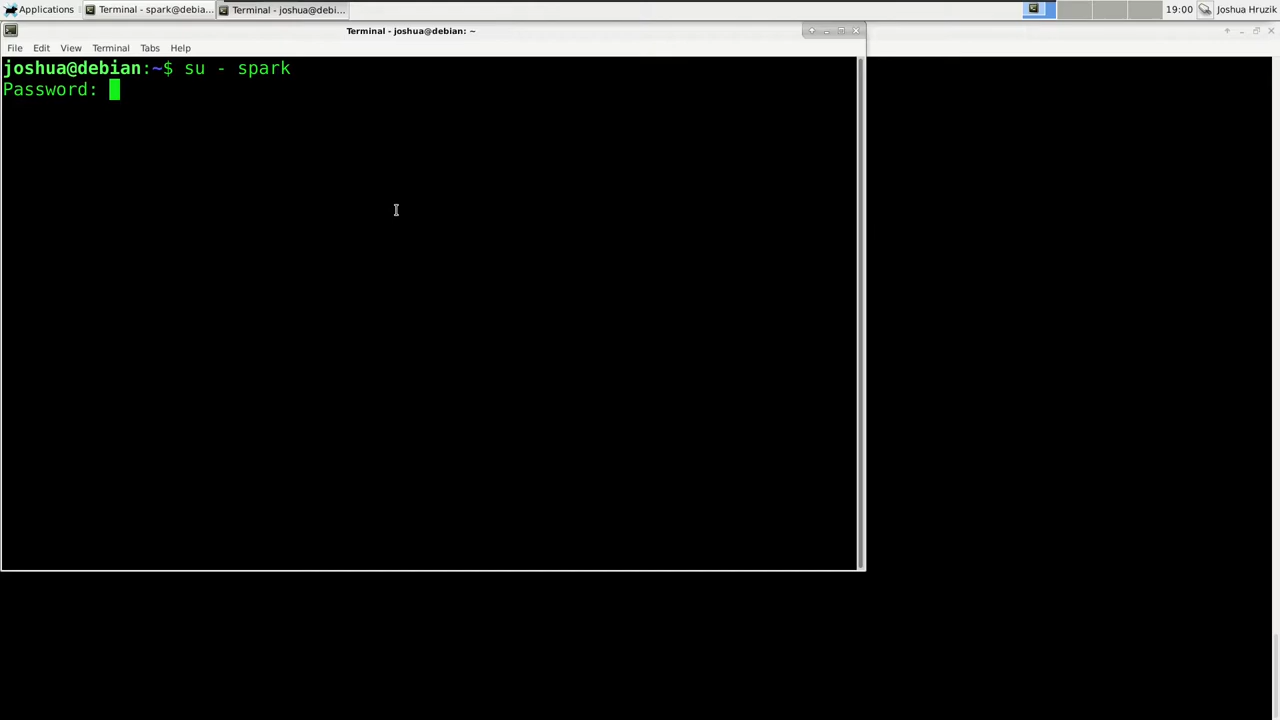 Applications Terminal - spark@debia... Terminal - joshua@debi... 19:00 Joshua Hruzik
Terminal - joshua@debian: ~
File Edit View Terminal Tabs Help
joshua@debian:~$ su - spark
Password: